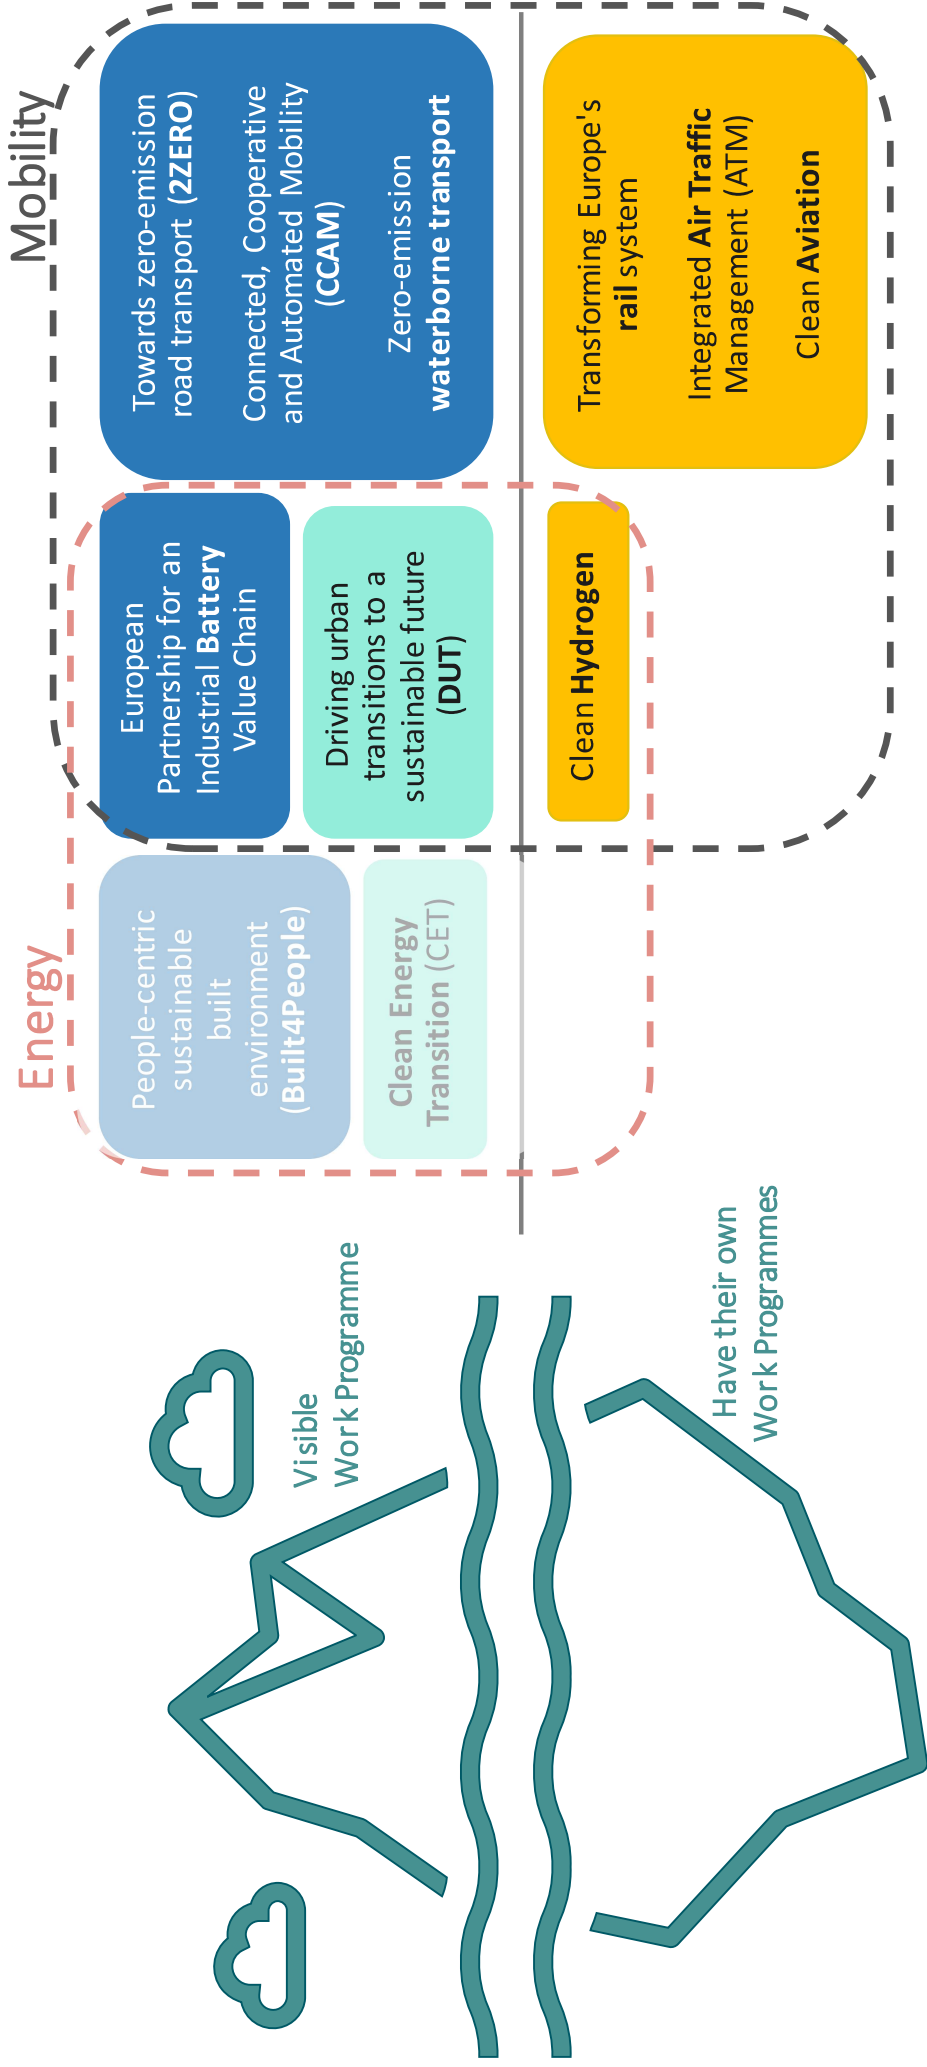 Visible
Work Programme
Have their own
Work Programmes
Energy
People-centric
sustainable
built
environment
(Built4People)
Clean Energy
Transition (CET)
Mobility
European
Partnership for an
Industrial Battery
Value Chain
Driving urban
transitions to a
sustainable future
(DUT)
Clean Hydrogen
Towards zero-emission
road transport (2ZERO)
Connected, Cooperative
and Automated Mobility
(CCAM)
Zero-emission
waterborne transport
Transforming Europe's
rail system
Integrated Air Traffic
Management (ATM)
Clean Aviation